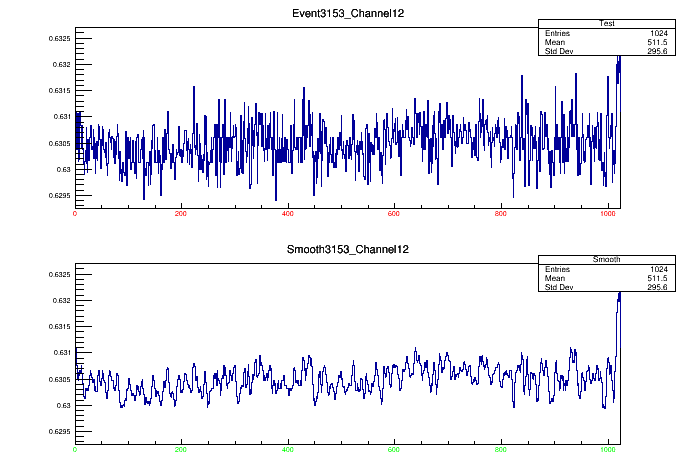 Event3153_Channel12
Test
Entries 1024
Mean 511.5
Std Dev 295.6
0.6325
0.632
0.6315
0.631
0.6305
0.63
0.6295
0 200 400 600 800 1000
Smooth3153_Channel12
Smooth
Entries 1024
Mean 511.5
Std Dev 295.6
0.6325
0.632
0.6315
0.631
0.6305
0.63
0.6295
0 200 400 600 800 1000